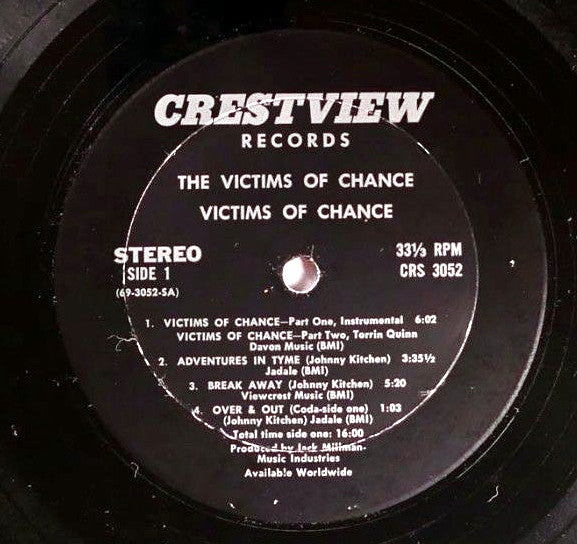 CRESTVIEW
RECORDS
THE VICTIMS OF CHANCE
VICTIMS OF CHANCE
STEREO
SIDE 1
(69-3052-SA)
33⅓ RPM
CRS 3052
1. VICTIMS OF CHANCE—Part One, Instrumental 6:02
VICTIMS OF CHANCE—Part Two, Torrin Quinn
Davon Music (BMI)
2. ADVENTURES IN TYME (Johnny Kitchen) 3:35½
Jadale (BMI)
3. BREAK AWAY (Johnny Kitchen) 5:20
Viewcrest Music (BMI)
4. OVER & OUT (Coda-side one) 1:03
(Johnny Kitchen) Jadale (BMI)
Total time side one: 16:00
Produced by Jack Millman-
Music Industries
Available Worldwide